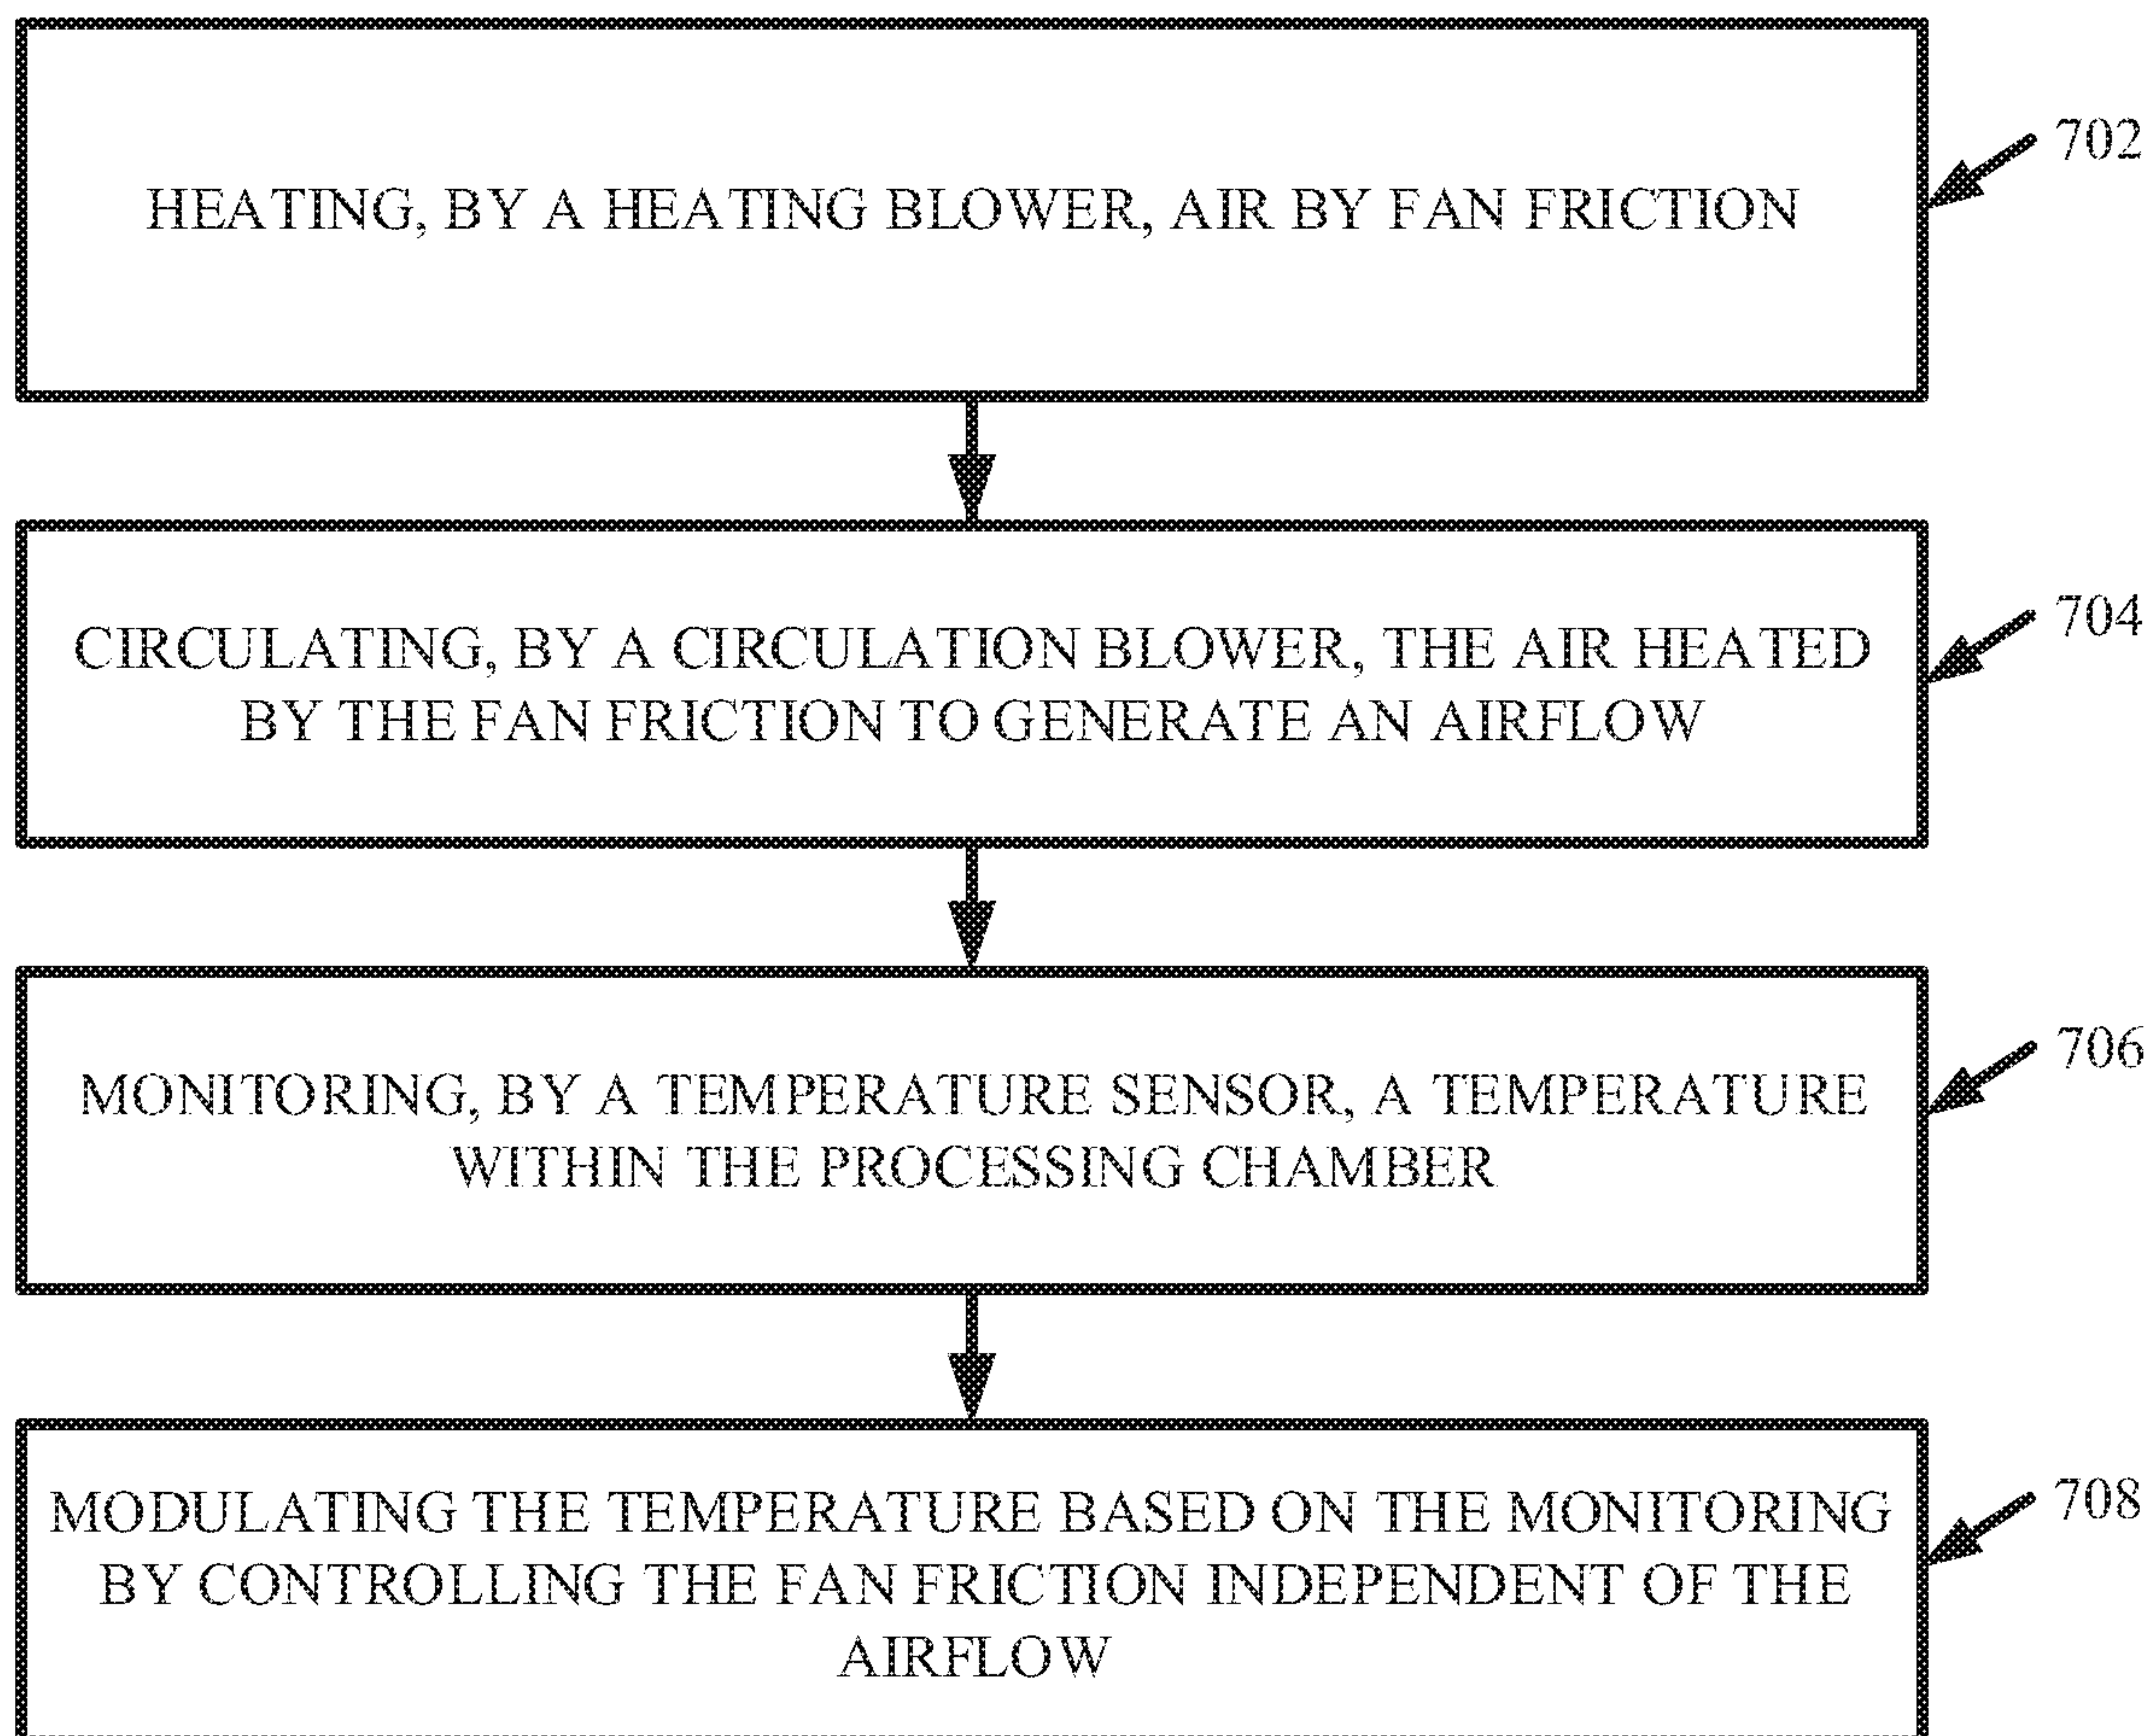 HEATING, BY A HEATING BLOWER, AIR BY FAN FRICTION
702
CIRCULATING, BY A CIRCULATION BLOWER, THE AIR HEATED
BY THE FAN FRICTION TO GENERATE AN AIRFLOW
704
MONITORING, BY A TEMPERATURE SENSOR, A TEMPERATURE
WITHIN THE PROCESSING CHAMBER
706
MODULATING THE TEMPERATURE BASED ON THE MONITORING
BY CONTROLLING THE FAN FRICTION INDEPENDENT OF THE
AIRFLOW
708